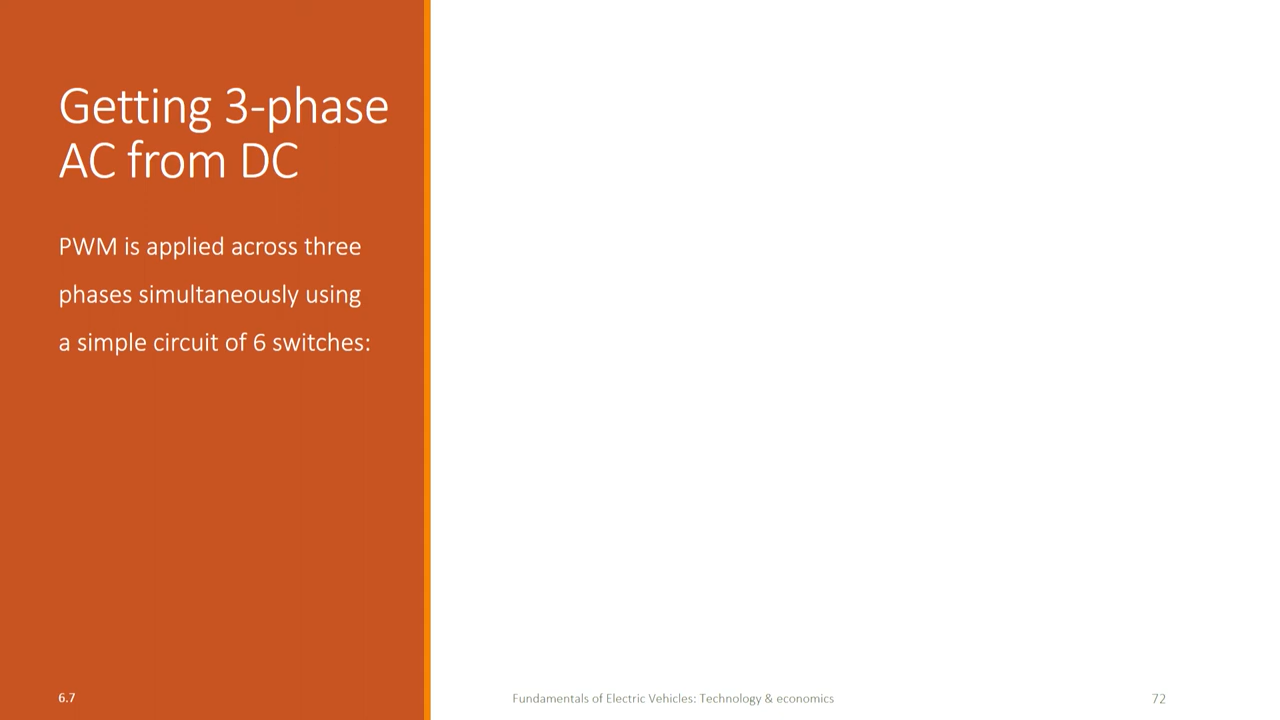 Getting 3-phase
AC from DC
PWM is applied across three
phases simultaneously using
a simple circuit of 6 switches:
6.7
Fundamentals of Electric Vehicles: Technology & economics
72